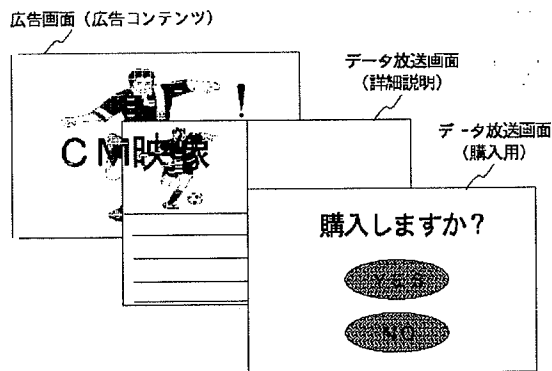 広告画面（広告コンテンツ）
データ放送画面
（詳細説明）
データ放送画面
（購入用）
！
CM映像
購入しますか？
YES
NO